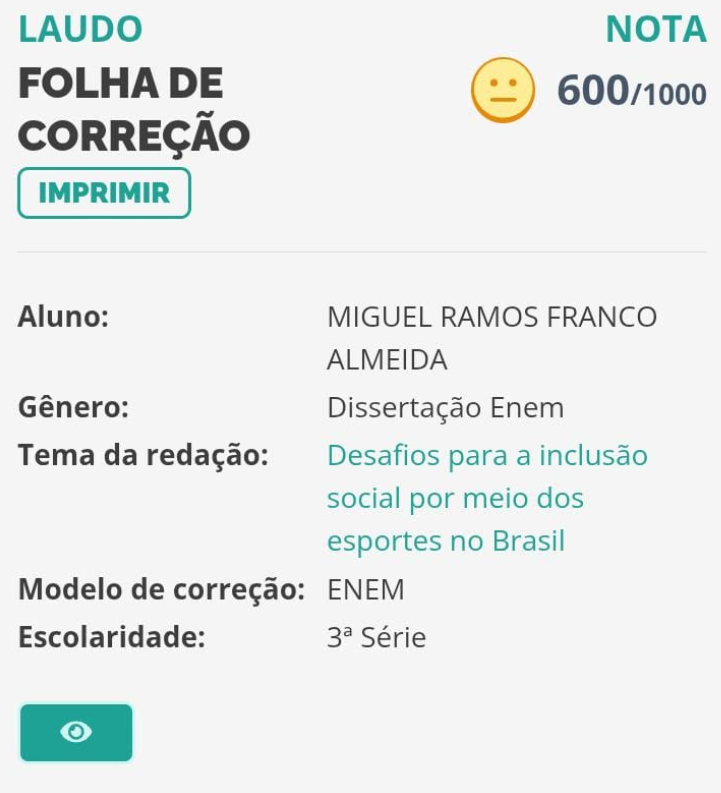 LAUDO
NOTA
FOLHA DE
CORREÇÃO
600/1000
IMPRIMIR
Aluno: MIGUEL RAMOS FRANCO
ALMEIDA
Gênero: Dissertação Enem
Tema da redação: Desafios para a inclusão
social por meio dos
esportes no Brasil
Modelo de correção: ENEM
Escolaridade: 3ª Série